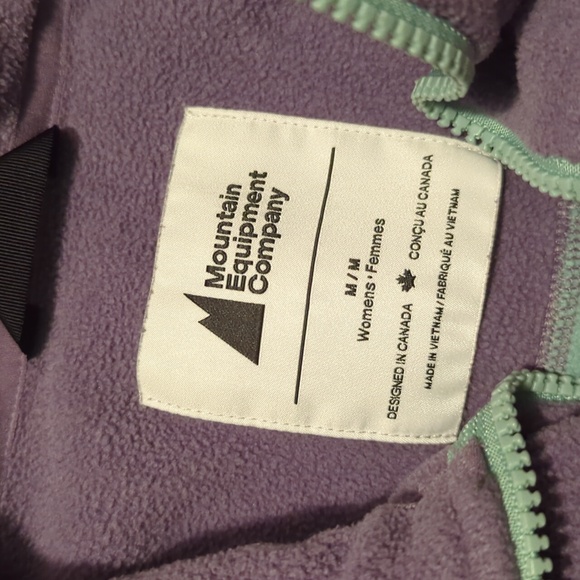 Mountain
Equipment
Company
M / M
Womens • Femmes
DESIGNED IN CANADA CONÇU AU CANADA
MADE IN VIETNAM / FABRIQUÉ AU VIETNAM